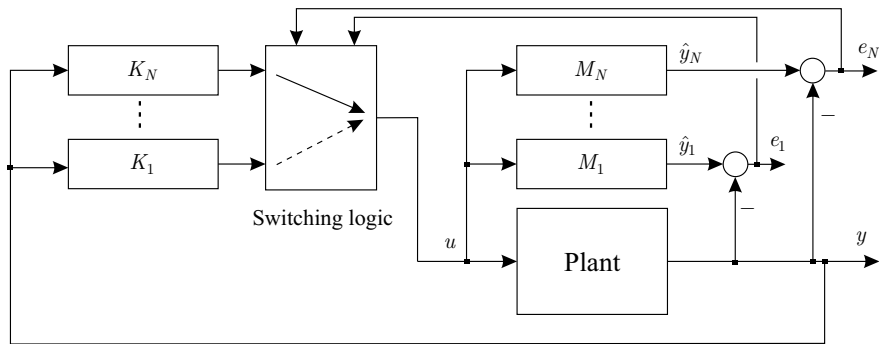 K_N
M_N
ŷ_N
e_N
K_1
M_1
ŷ_1
e_1
−
−
Switching logic
u
Plant
y